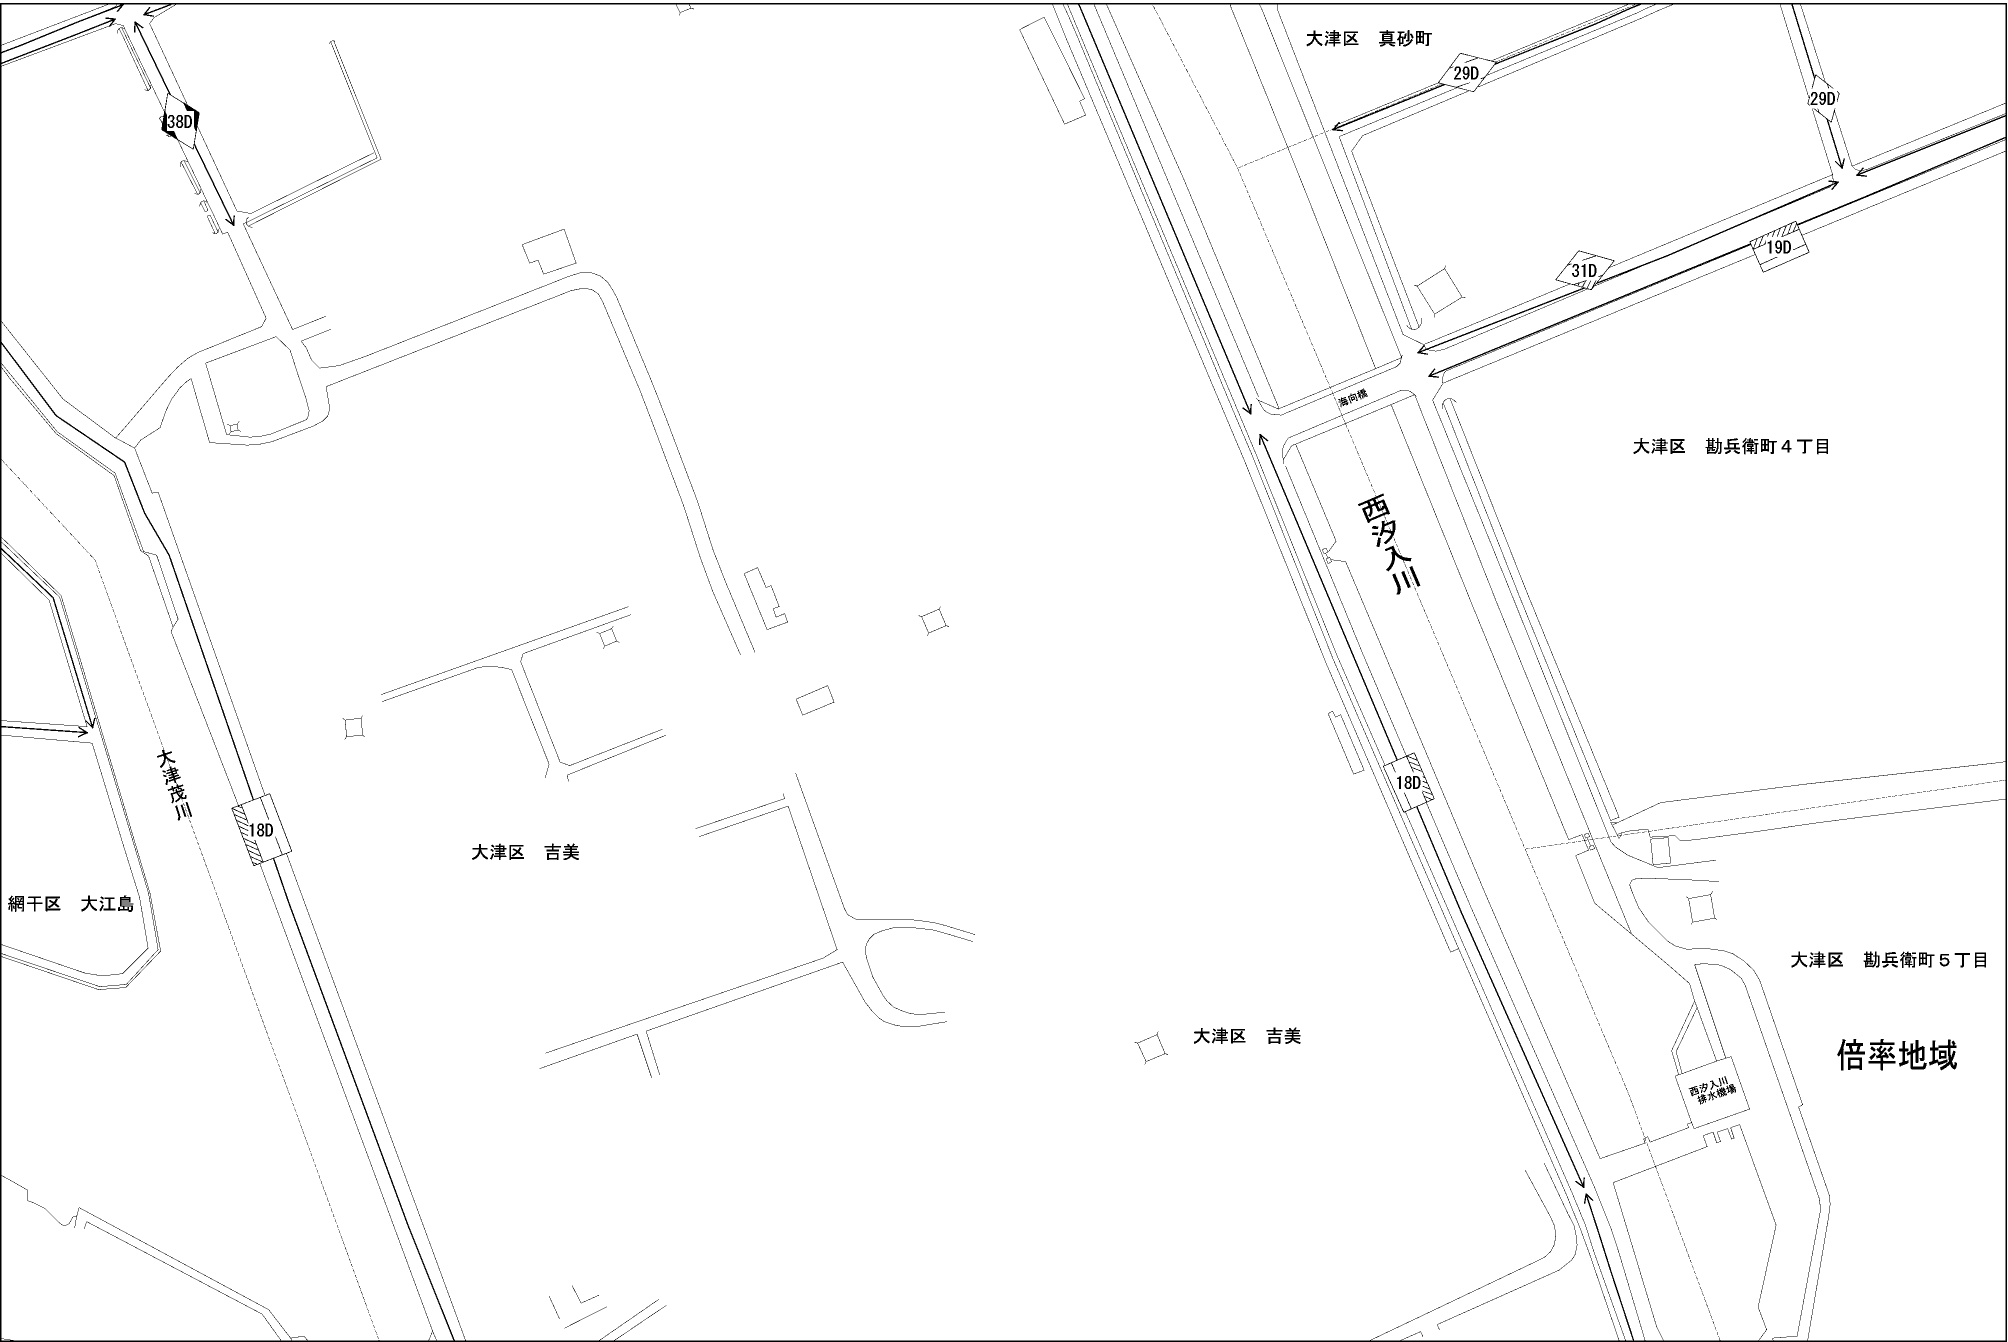 大津区　真砂町
29D
29D
38D
19D
31D
海向橋
大津区　勘兵衛町４丁目
西汐入川
大津茂川
18D
18D
大津区　吉美
網干区　大江島
大津区　勘兵衛町５丁目
大津区　吉美
倍率地域
西汐入川
排水機場